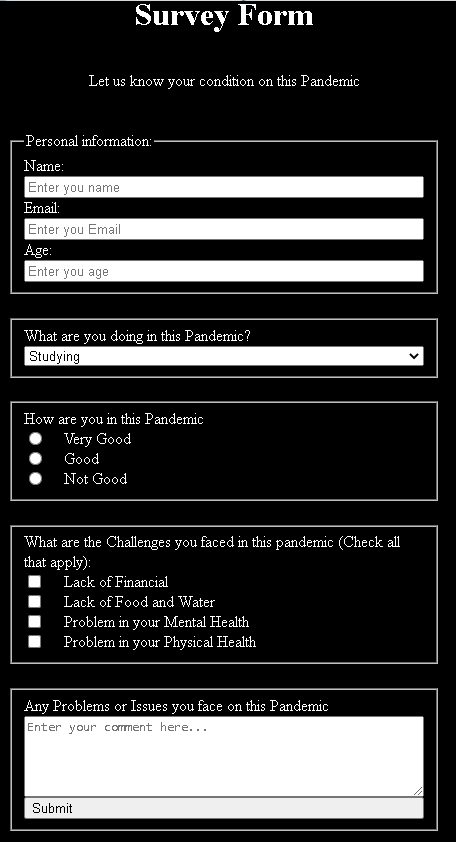 Survey Form
Let us know your condition on this Pandemic
Personal information:
Name:
Enter you name
Email:
Enter you Email
Age:
Enter you age
What are you doing in this Pandemic?
Studying
How are you in this Pandemic
Very Good
Good
Not Good
What are the Challenges you faced in this pandemic (Check all
that apply):
Lack of Financial
Lack of Food and Water
Problem in your Mental Health
Problem in your Physical Health
Any Problems or Issues you face on this Pandemic
Enter your comment here...
Submit